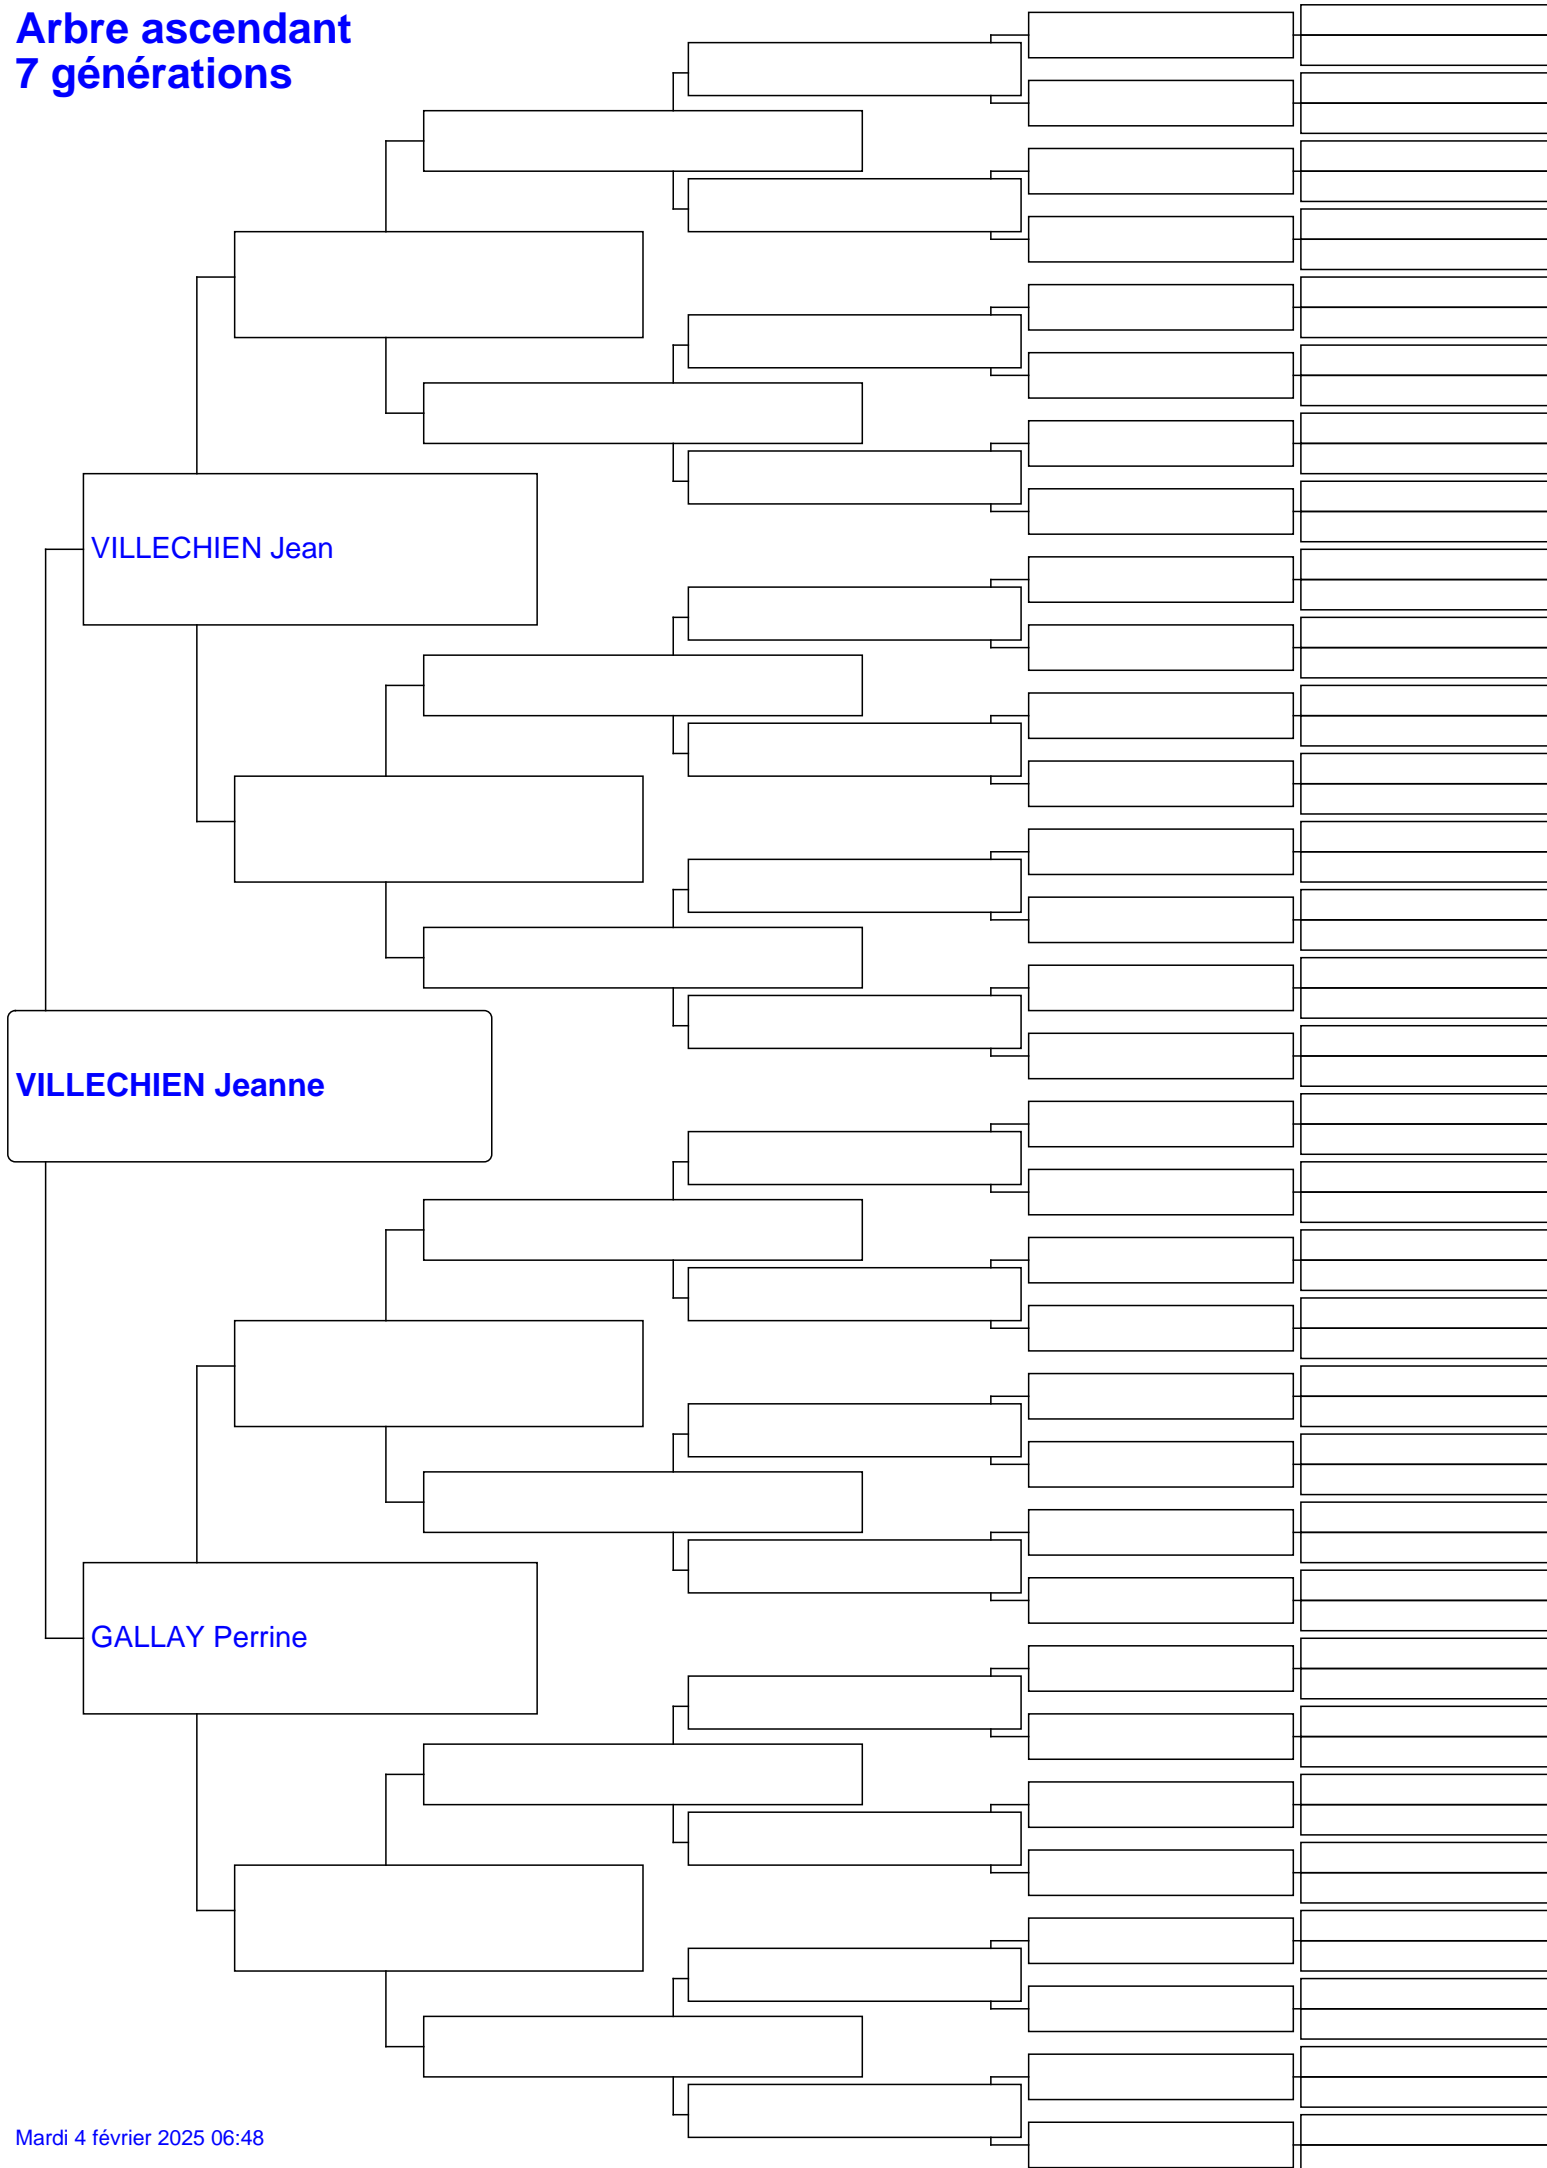 Arbre ascendant
7 générations
VILLECHIEN Jean
VILLECHIEN Jeanne
GALLAY Perrine
Mardi 4 février 2025 06:48